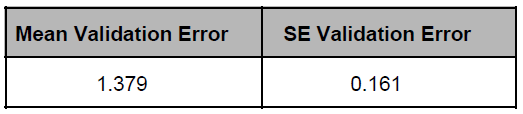 Mean Validation Error SE Validation Error
1.379 0.161